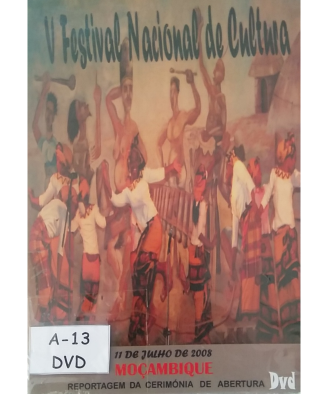 V Festival Nacional de Cultura
A-13
DVD
11 DE JULHO DE 2008
MOÇAMBIQUE
REPORTAGEM DA CERIMÓNIA DE ABERTURA
Dvd